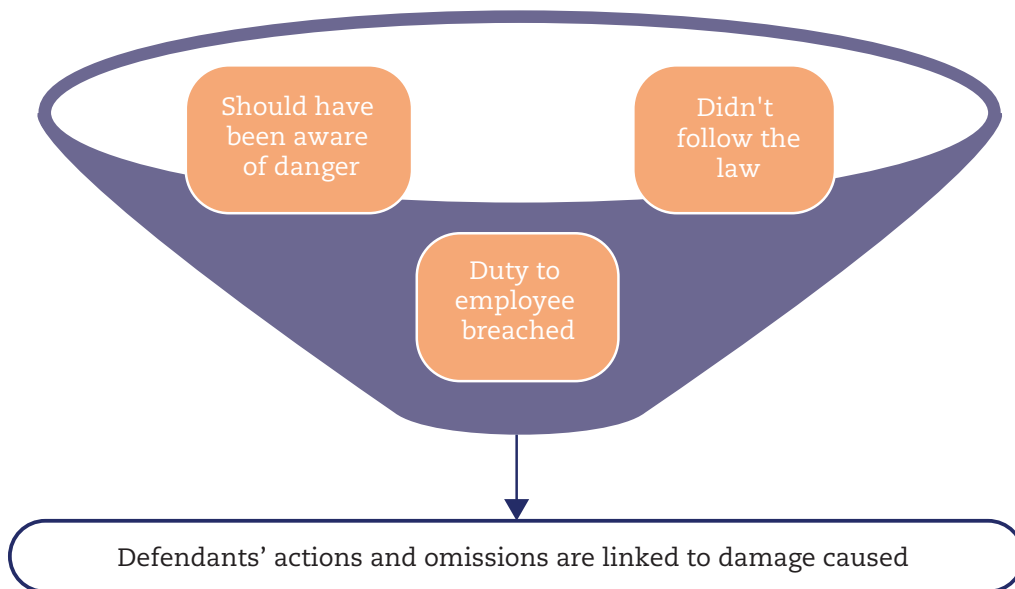 Should have
been aware
of danger
Didn't
follow the
law
Duty to
employee
breached
Defendants’ actions and omissions are linked to damage caused